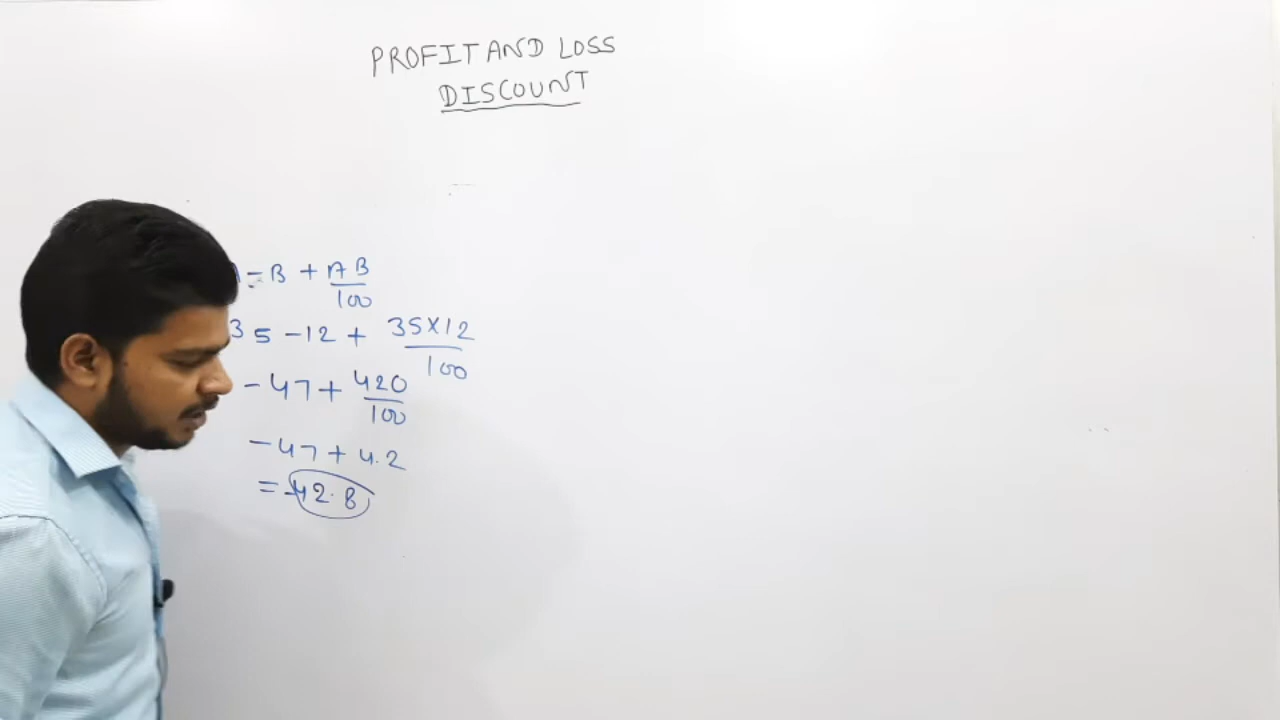 PROFIT AND LOSS
DISCOUNT
- B + AB/100
35 - 12 + 35×12/100
- 47 + 420/100
- 47 + 4.2
= -42.8